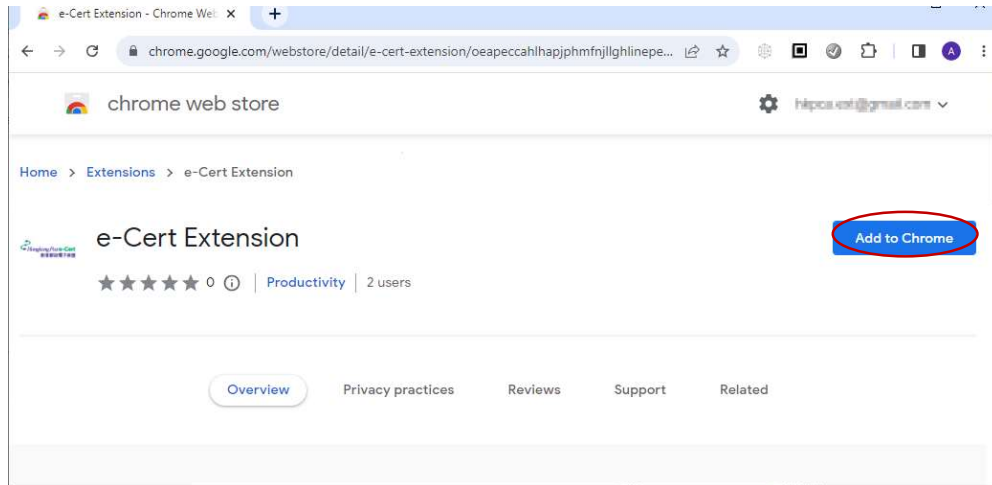 e-Cert Extension - Chrome Wel
chrome.google.com/webstore/detail/e-cert-extension/oeapeccahlhapjphmfnjllghlinepe...
A
chrome web store
Home > Extensions > e-Cert Extension
e-Cert Extension
Add to Chrome
0 | Productivity | 2 users
Overview Privacy practices Reviews Support Related